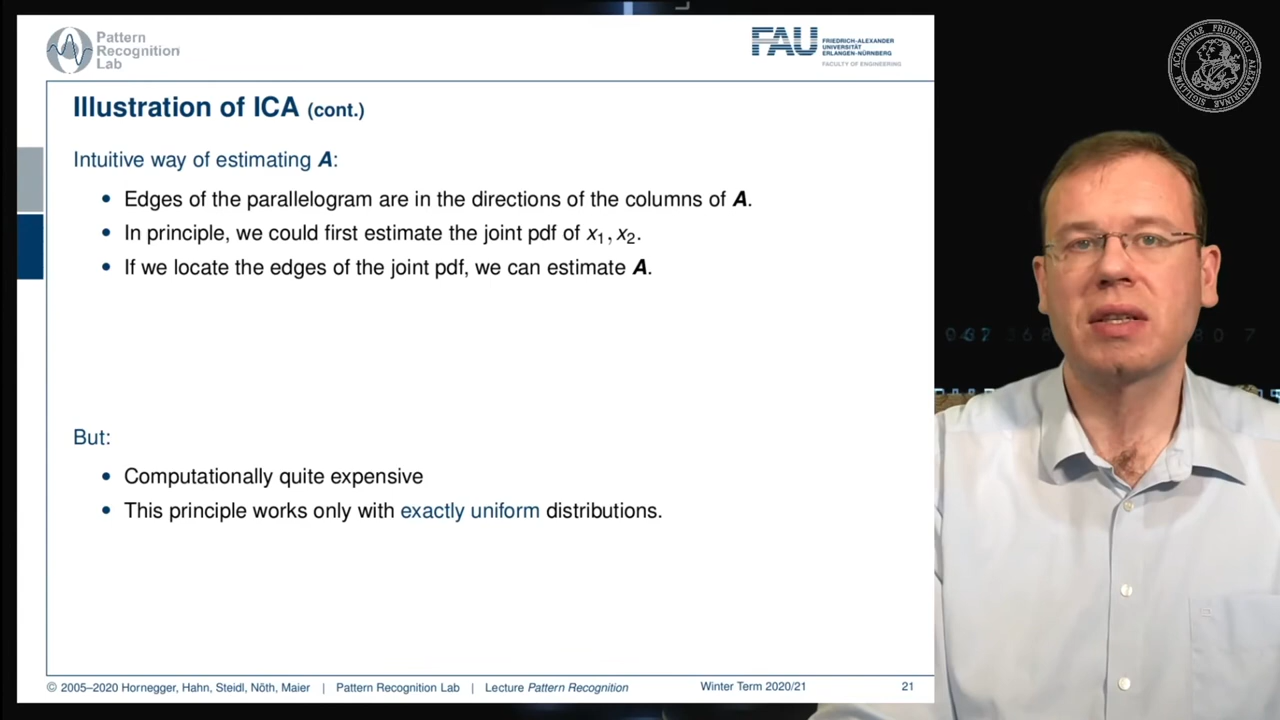 Pattern
Recognition
Lab
FAU
FRIEDRICH-ALEXANDER
UNIVERSITÄT
ERLANGEN-NÜRNBERG
FACULTY OF ENGINEERING
Illustration of ICA (cont.)
Intuitive way of estimating A:
• Edges of the parallelogram are in the directions of the columns of A.
• In principle, we could first estimate the joint pdf of x₁, x₂.
• If we locate the edges of the joint pdf, we can estimate A.
But:
• Computationally quite expensive
• This principle works only with exactly uniform distributions.
© 2005–2020 Hornegger, Hahn, Steidl, Nöth, Maier | Pattern Recognition Lab | Lecture Pattern Recognition Winter Term 2020/21 21